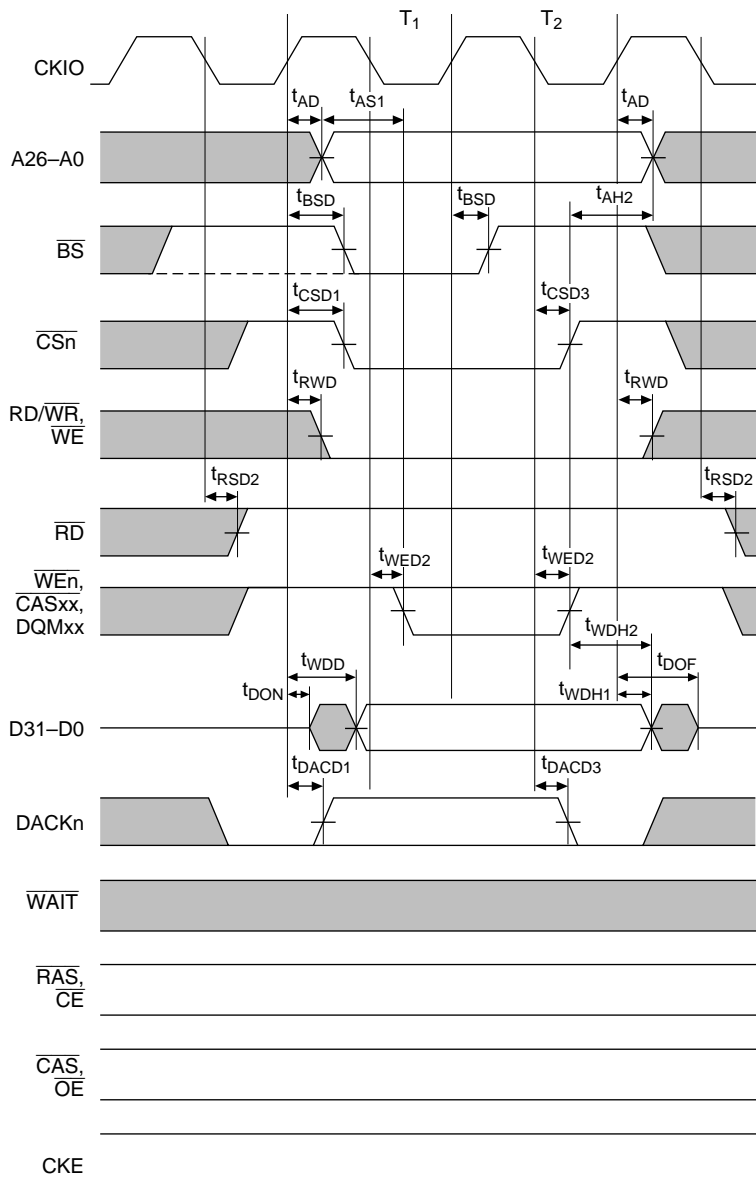 T1 T2
CKIO
tAD tAS1 tAD
A26–A0
tAH2
tBSD tBSD
BS
tCSD1 tCSD3
CSn
tRWD tRWD
RD/WR,
WE
tRSD2 tRSD2
RD
WEn,
CASxx,
DQMxx
tWED2 tWED2
tWDH2
tWDD tDOF
tDON tWDH1
D31–D0
tDACD1 tDACD3
DACKn
WAIT
RAS,
CE
CAS,
OE
CKE